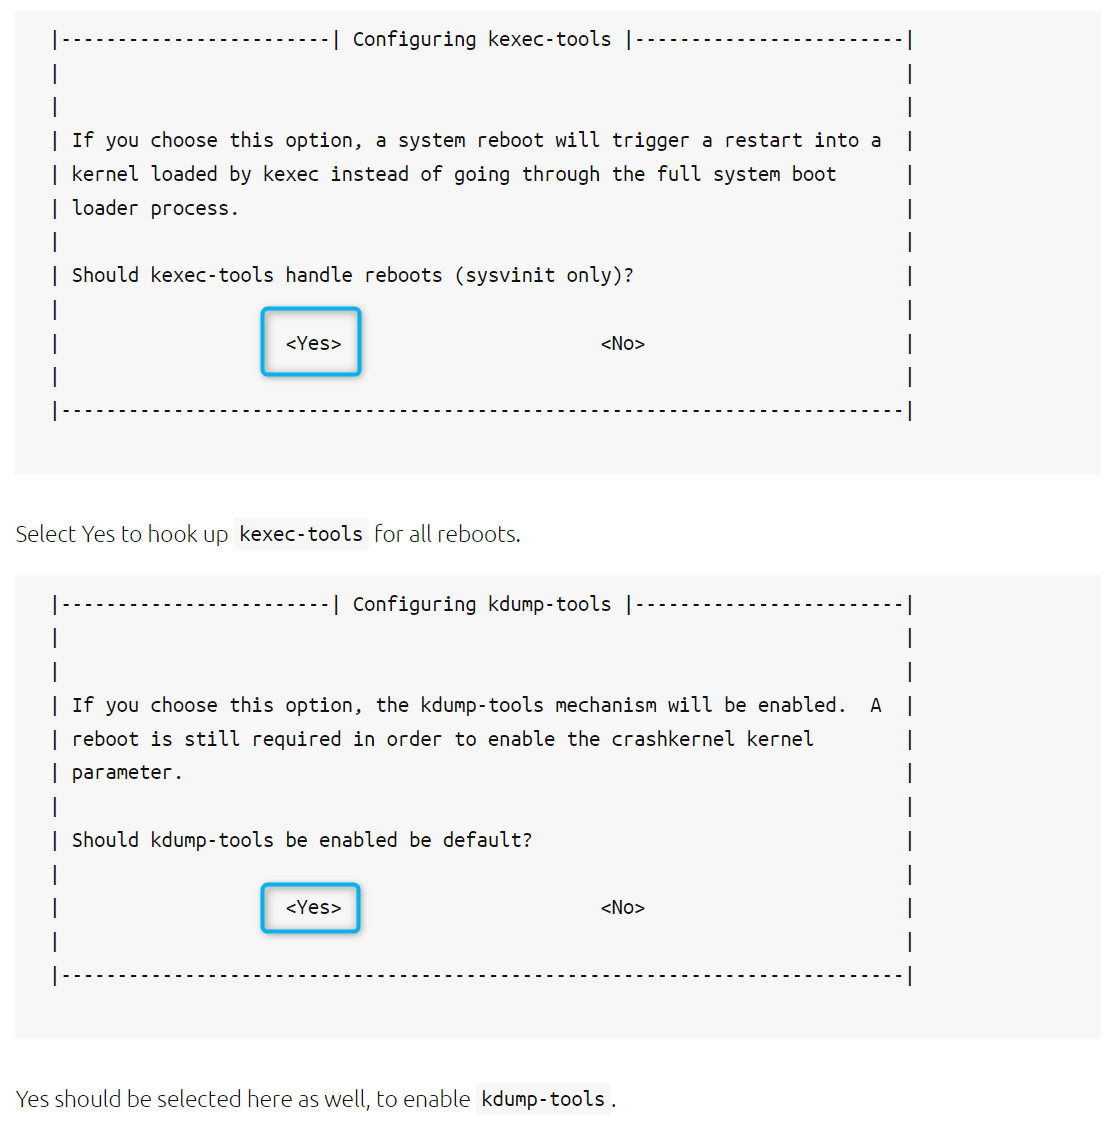 |------------------------| Configuring kexec-tools |------------------------|
|                                                                           |
|                                                                           |
| If you choose this option, a system reboot will trigger a restart into a  |
| kernel loaded by kexec instead of going through the full system boot      |
| loader process.                                                           |
|                                                                           |
| Should kexec-tools handle reboots (sysvinit only)?                        |
|                                                                           |
|                    <Yes>                       <No>                       |
|                                                                           |
|---------------------------------------------------------------------------|
Select Yes to hook up kexec-tools for all reboots.
|------------------------| Configuring kdump-tools |------------------------|
|                                                                           |
|                                                                           |
| If you choose this option, the kdump-tools mechanism will be enabled.  A  |
| reboot is still required in order to enable the crashkernel kernel        |
| parameter.                                                                |
|                                                                           |
| Should kdump-tools be enabled be default?                                 |
|                                                                           |
|                    <Yes>                       <No>                       |
|                                                                           |
|---------------------------------------------------------------------------|
Yes should be selected here as well, to enable kdump-tools.